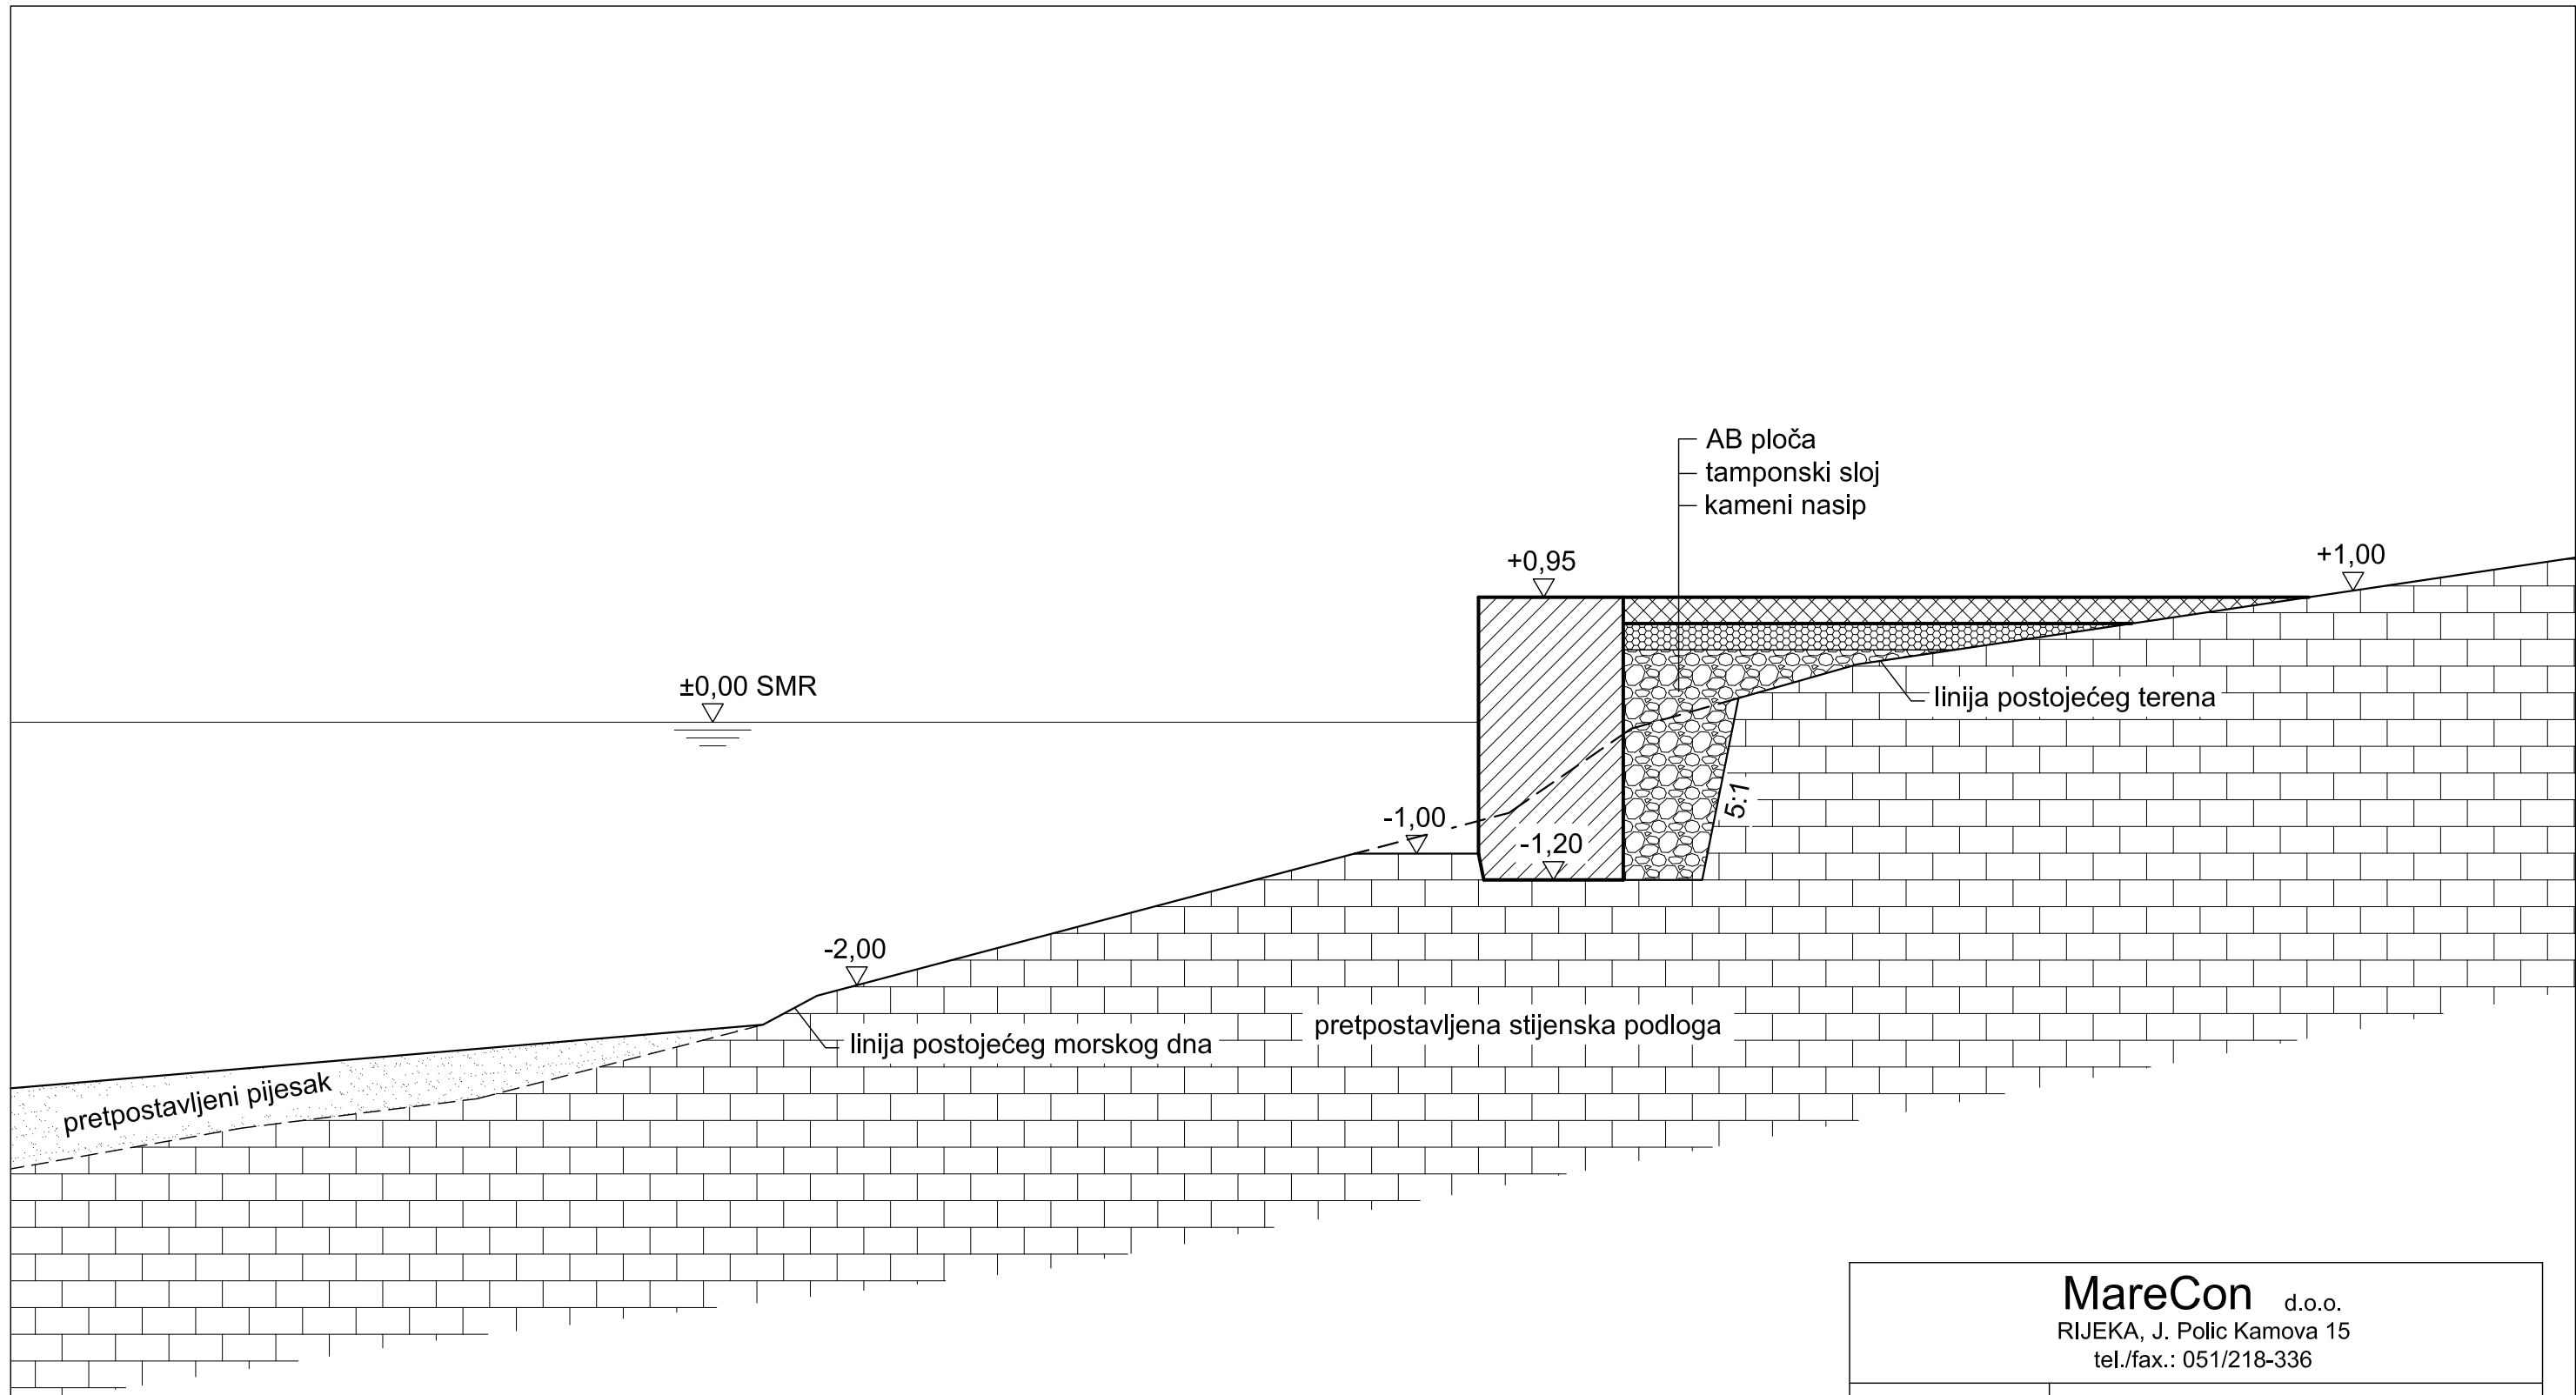 AB ploča
tamponski sloj
kameni nasip
+0,95
+1,00
±0,00 SMR
linija postojećeg terena
5:1
-1,00
-1,20
-2,00
pretpostavljena stijenska podloga
linija postojećeg morskog dna
pretpostavljeni pijesak
MareCon d.o.o.
RIJEKA, J. Polic Kamova 15
tel./fax.: 051/218-336